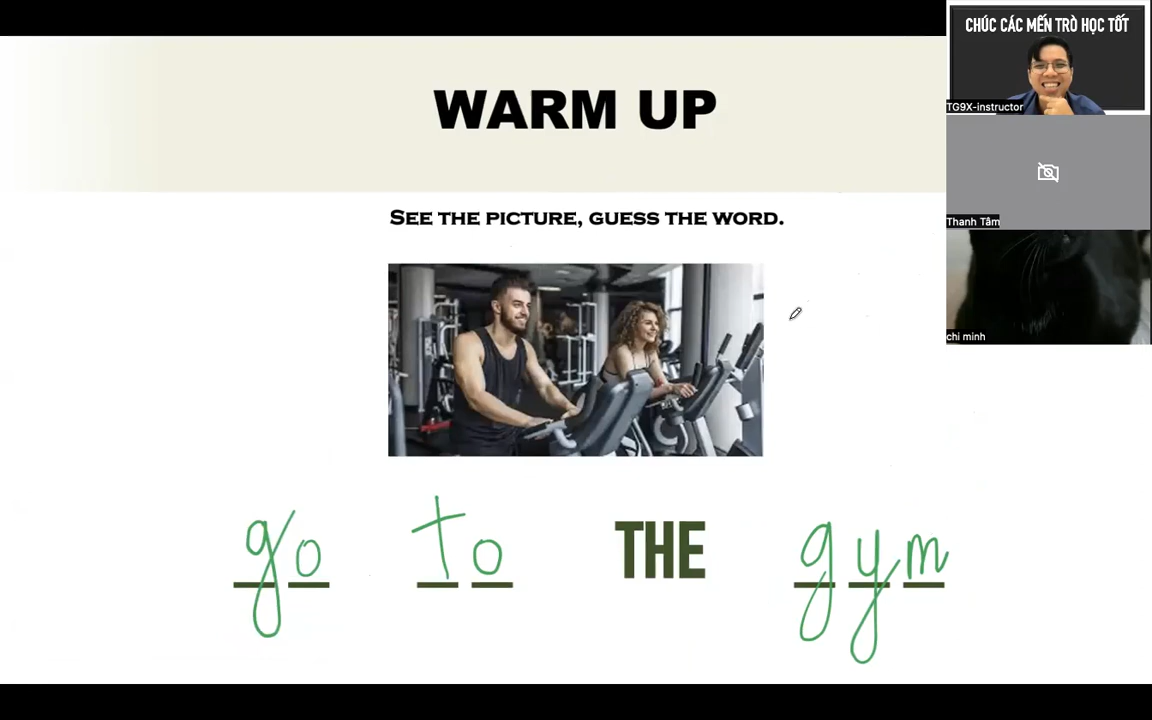 WARM UP
SEE THE PICTURE, GUESS THE WORD.
go to THE gym
CHÚC CÁC MẾN TRÒ HỌC TỐT
TG9X-instructor
Thanh Tâm
chi minh